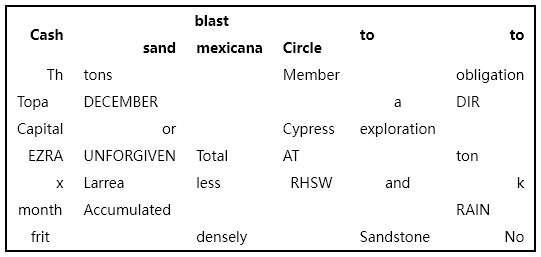 Cash sand blast mexicana Circle to to
Th tons Member obligation
Topa DECEMBER a DIR
Capital or Cypress exploration
EZRA UNFORGIVEN Total AT ton
x Larrea less RHSW and k
month Accumulated RAIN
frit densely Sandstone No